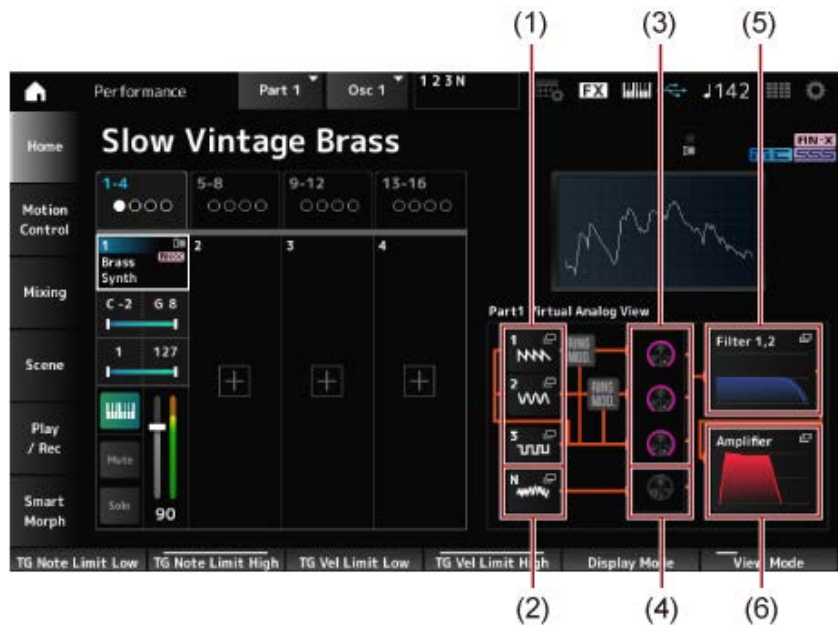 (1) (3) (5)
Performance Part 1 Osc 1 1 2 3 N FX ♩142
Home
Slow Vintage Brass
AN-X
MC SSS
1-4 5-8 9-12 13-16
Motion
Control
1 2 3 4
Brass
Synth
AN-X
Mixing
C -2 G 8
Part1 Virtual Analog View
1 RING
MOD.
Filter 1,2
1 127
Scene
2 RING
MOD.
Play
/ Rec
3
Amplifier
Mute
N
Smart
Morph
Solo
90
TG Note Limit Low TG Note Limit High TG Vel Limit Low TG Vel Limit High Display Mode View Mode
(2) (4) (6)